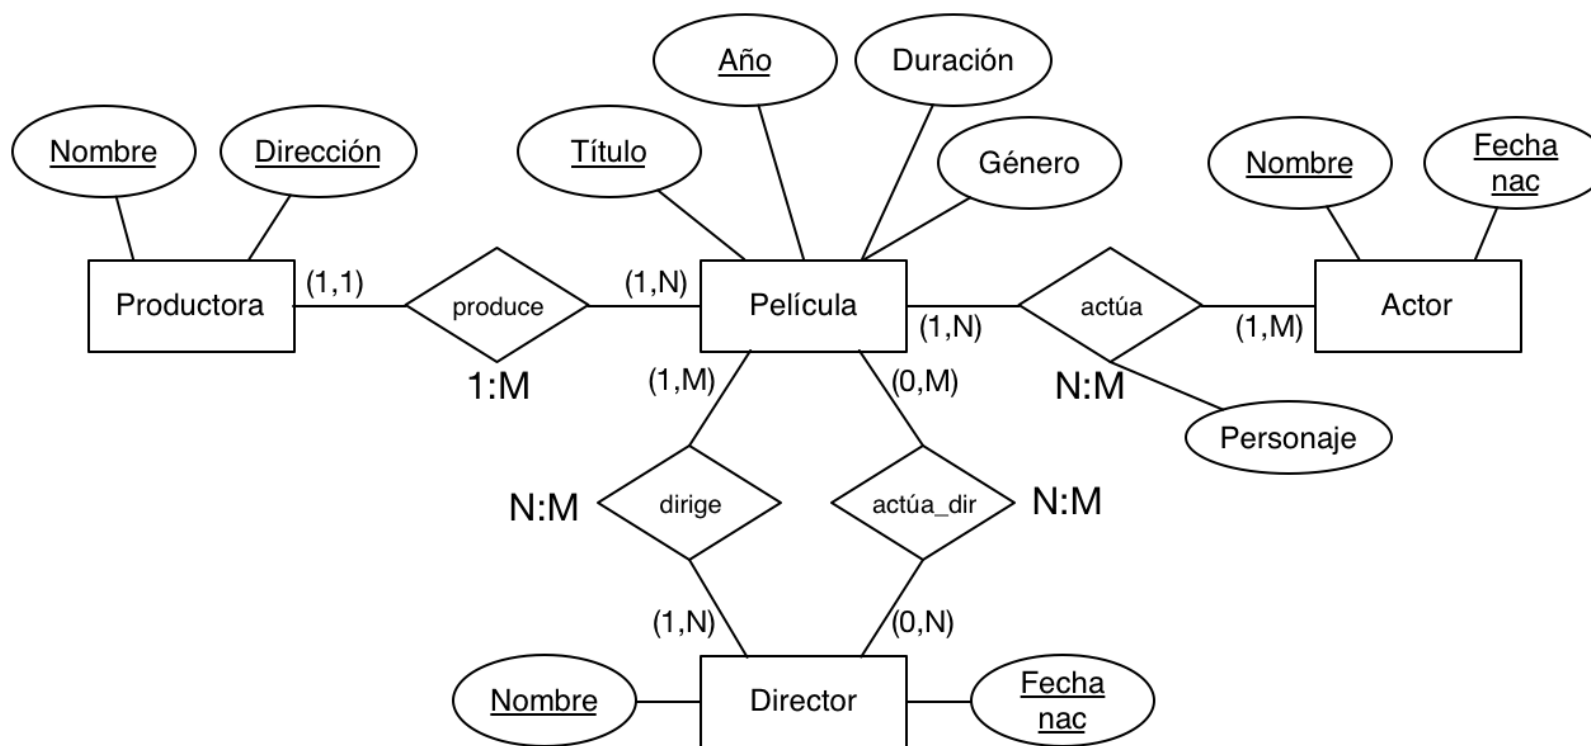 Año
Duración
Nombre
Dirección
Título
Género
Nombre
Fecha
nac
Productora
(1,1)
produce
(1,N)
1:M
Película
(1,N)
actúa
(1,M)
N:M
Actor
Personaje
(1,M)
(0,M)
N:M
dirige
actúa_dir
N:M
(1,N)
(0,N)
Nombre
Director
Fecha
nac